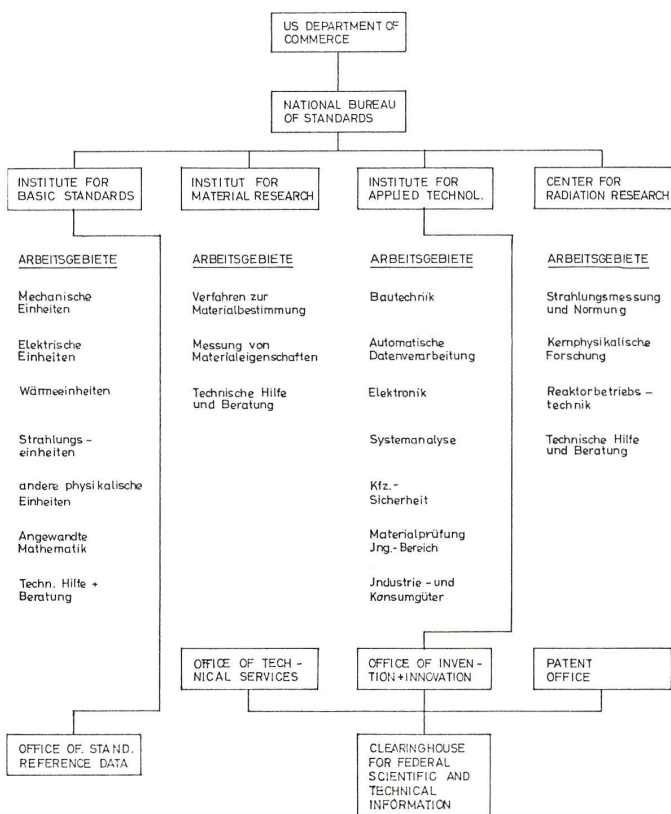 US DEPARTMENT OF
COMMERCE
NATIONAL BUREAU
OF STANDARDS
INSTITUTE FOR
BASIC STANDARDS
INSTITUT FOR
MATERIAL RESEARCH
INSTITUTE FOR
APPLIED TECHNOL.
CENTER FOR
RADIATION RESEARCH
ARBEITSGEBIETE
Mechanische
Einheiten
Elektrische
Einheiten
Wärmeeinheiten
Strahlungs -
einheiten
andere physikalische
Einheiten
Angewandte
Mathematik
Techn. Hilfe +
Beratung
ARBEITSGEBIETE
Verfahren zur
Materialbestimmung
Messung von
Materialeigenschaften
Technische Hilfe
und Beratung
ARBEITSGEBIETE
Bautechnik
Automatische
Datenverarbeitung
Elektronik
Systemanalyse
Kfz.-
Sicherheit
Materialprüfung
Jng.- Bereich
Jndustrie - und
Konsumgüter
ARBEITSGEBIETE
Strahlungsmessung
und Normung
Kernphysikalische
Forschung
Reaktorbetriebs -
technik
Technische Hilfe
und Beratung
OFFICE OF TECH -
NICAL SERVICES
OFFICE OF INVEN -
TION+INNOVATION
PATENT
OFFICE
OFFICE OF. STAND.
REFERENCE DATA
CLEARINGHOUSE
FOR FEDERAL
SCIENTIFIC AND
TECHNICAL
INFORMATION